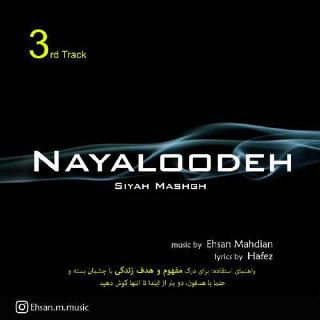 3rd Track
NAYALOODEH
SIYAH MASHGH
music by Ehsan Mahdian
lyrics by Hafez
راهنمای استفاده: برای درک مفهوم و هدف زندگی با چشمان بسته و
حتما با هدفون، دو بار از ابتدا تا انتها گوش دهید
Ehsan.m.music